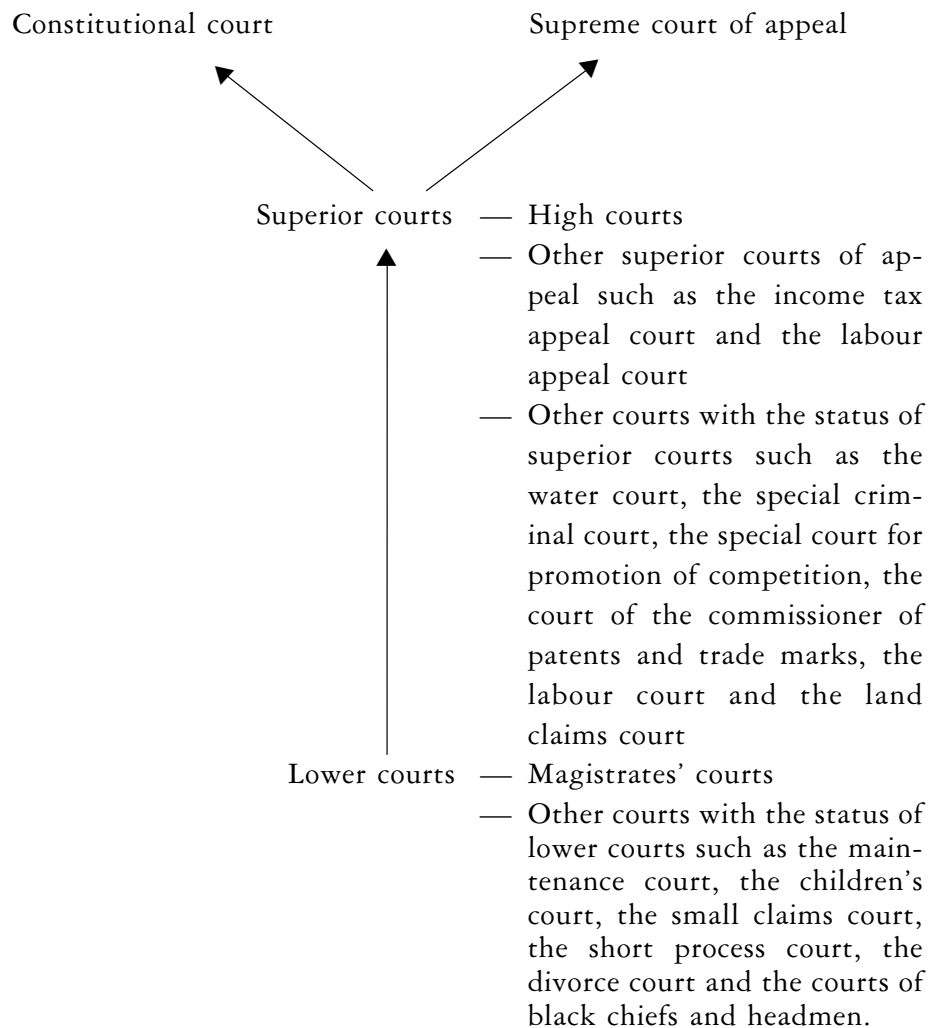 Constitutional court Supreme court of appeal
Superior courts — High courts
— Other superior courts of ap-
peal such as the income tax
appeal court and the labour
appeal court
— Other courts with the status of
superior courts such as the
water court, the special crim-
inal court, the special court for
promotion of competition, the
court of the commissioner of
patents and trade marks, the
labour court and the land
claims court
Lower courts — Magistrates’ courts
— Other courts with the status of
lower courts such as the main-
tenance court, the children’s
court, the small claims court,
the short process court, the
divorce court and the courts of
black chiefs and headmen.